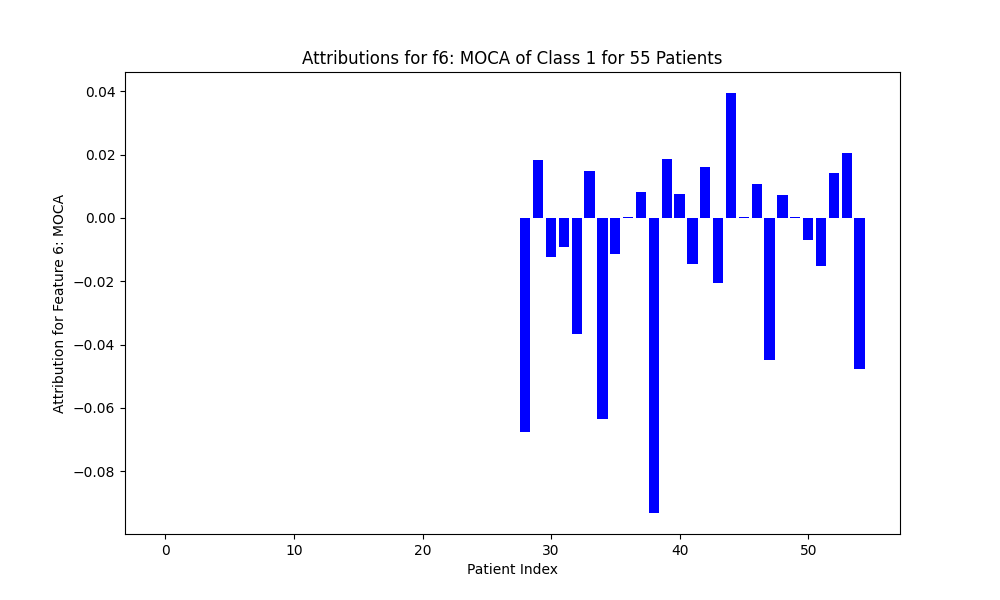 Attributions for f6: MOCA of Class 1 for 55 Patients
Attribution for Feature 6: MOCA
0.04
0.02
0.00
−0.02
−0.04
−0.06
−0.08
0 10 20 30 40 50
Patient Index